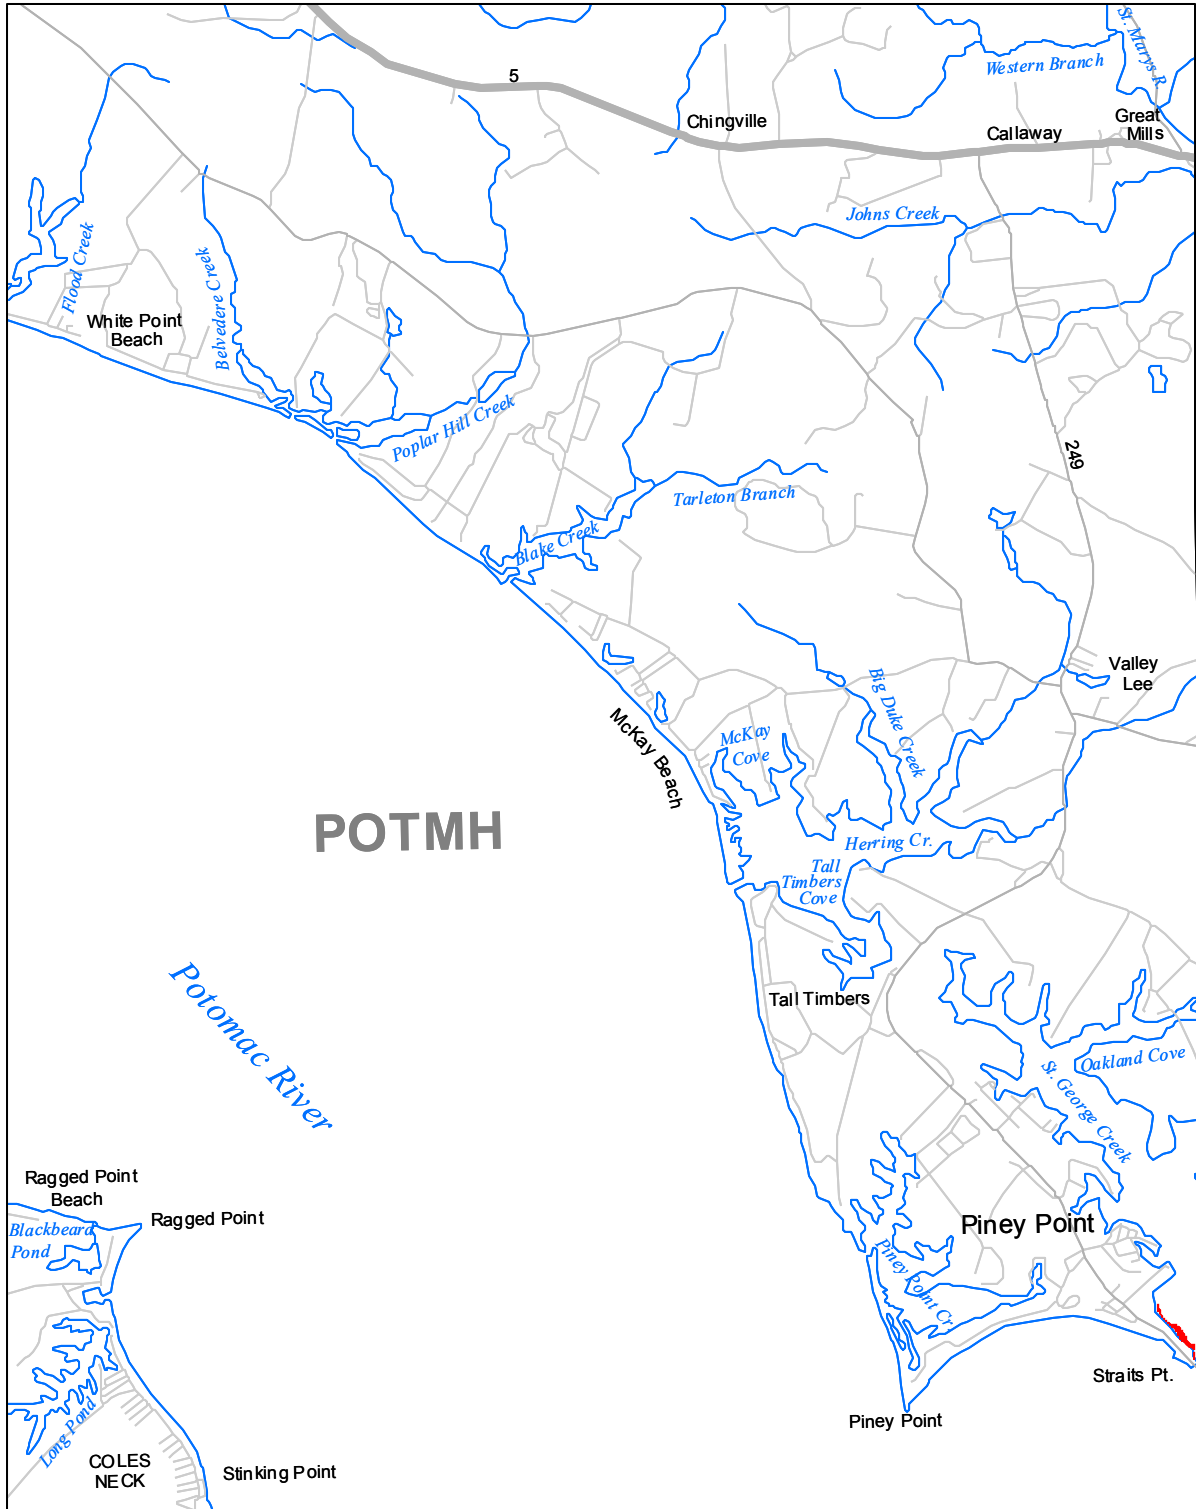 St. Marys R.
Western Branch
5
Chingville
Great
Mills
Callaway
Johns Creek
Flood Creek
Belvedere Creek
White Point
Beach
Poplar Hill Creek
249
Tarleton Branch
Blake Creek
Valley
Lee
Big Duke Creek
McKay Beach
McKay
Cove
POTMH
Herring Cr.
Tall
Timbers
Cove
Potomac River
Tall Timbers
Oakland Cove
St. George Creek
Ragged Point
Beach
Ragged Point
Blackbeard
Pond
Piney Point
Piney Point Cr.
Straits Pt.
Piney Point
Long Pond
COLES
NECK
Stinking Point